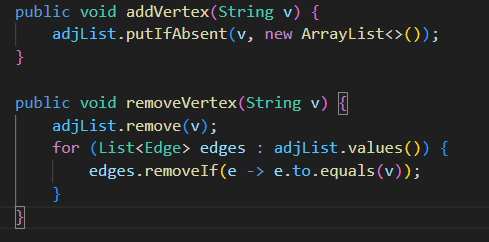 public void addVertex(String v) {
    adjList.putIfAbsent(v, new ArrayList<>());
}
public void removeVertex(String v) {
    adjList.remove(v);
    for (List<Edge> edges : adjList.values()) {
        edges.removeIf(e -> e.to.equals(v));
    }
}